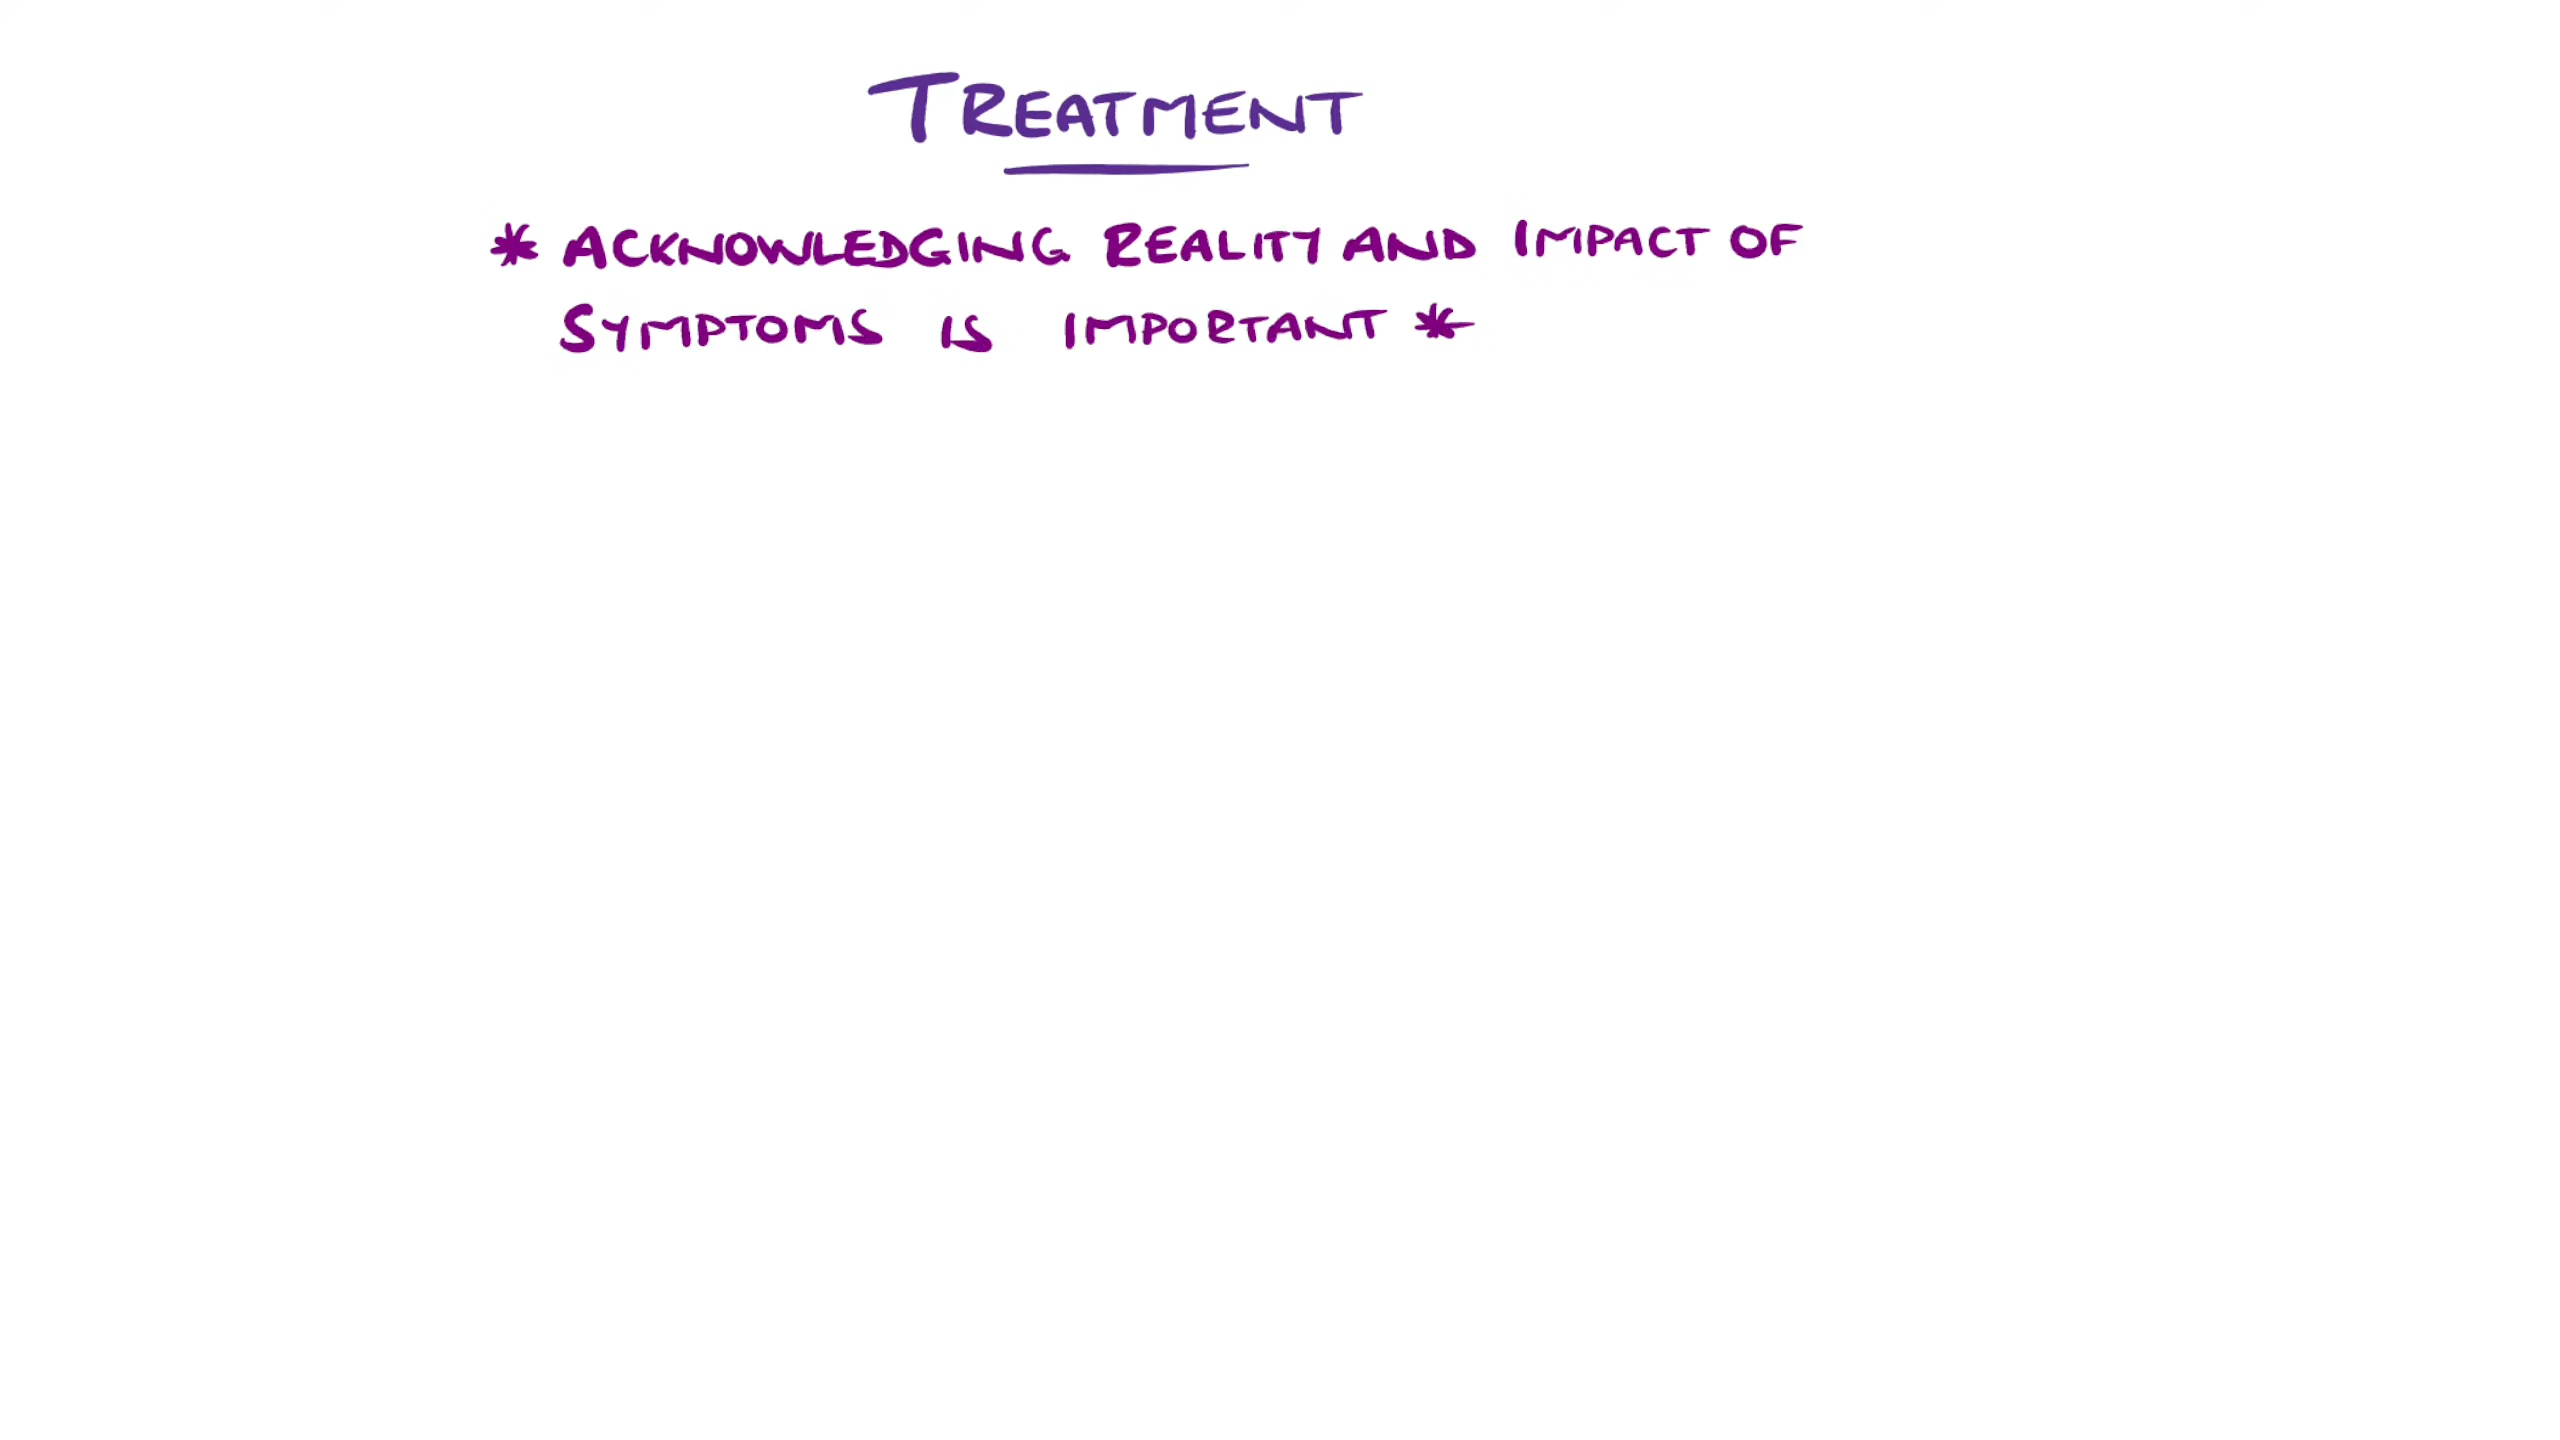 TREATMENT
* ACKNOWLEDGING REALITY AND IMPACT OF
SYMPTOMS IS IMPORTANT *